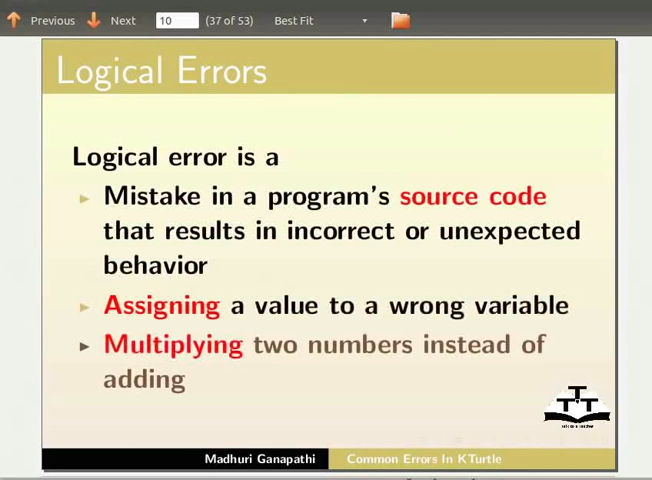 Previous Next 10 (37 of 53) Best Fit
Logical Errors
Logical error is a
Mistake in a program's source code
that results in incorrect or unexpected
behavior
Assigning a value to a wrong variable
Multiplying two numbers instead of
adding
TTT
Madhuri Ganapathi Common Errors In KTurtle